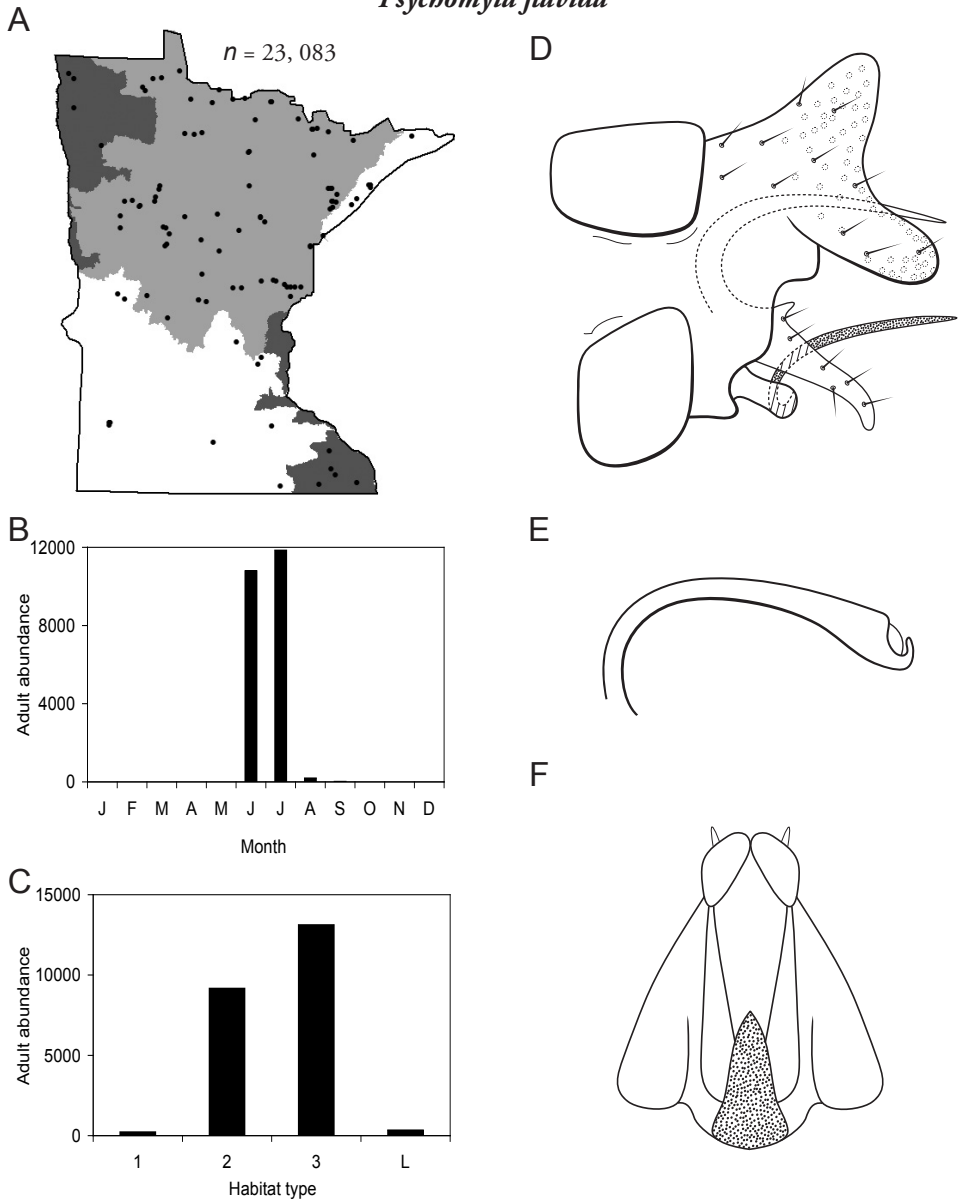 Psychomyia flavida
A
n = 23, 083
B
12000
8000
4000
0
Adult abundance
J F M A M J J A S O N D
Month
C
15000
10000
5000
0
Adult abundance
1 2 3 L
Habitat type
D
E
F